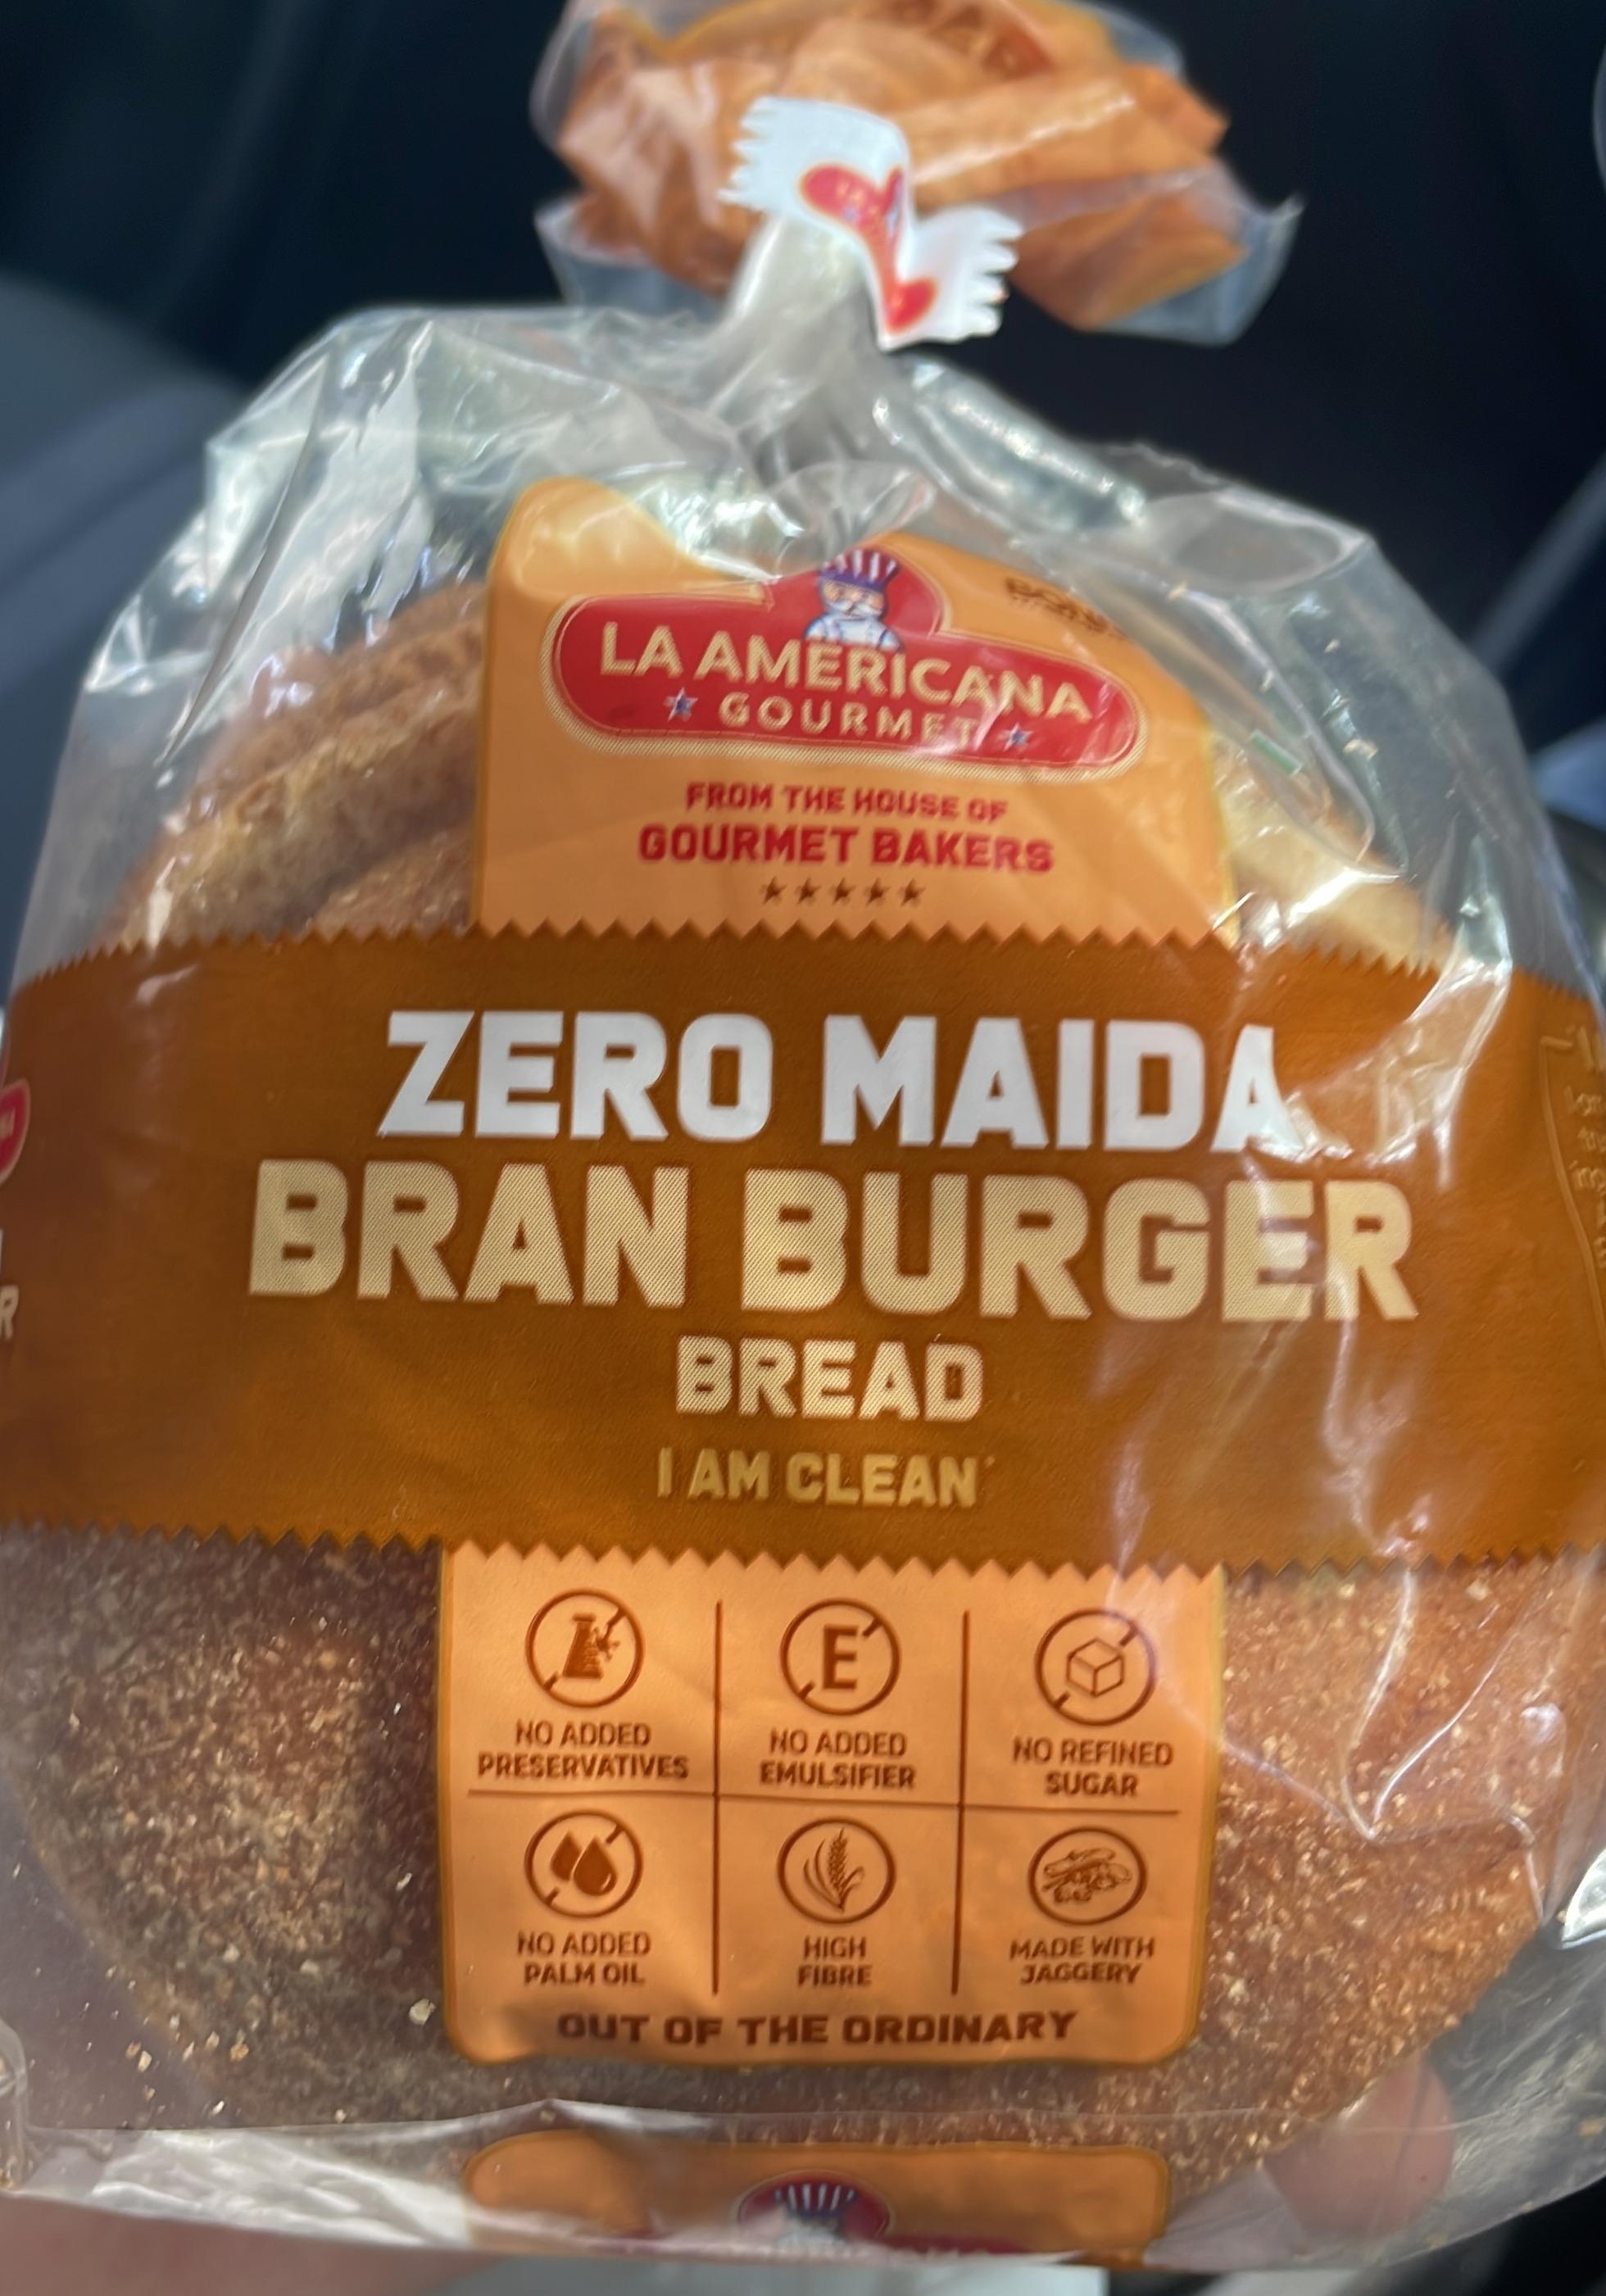 LA AMERICANA
GOURMET
FROM THE HOUSE OF
GOURMET BAKERS
ZERO MAIDA
BRAN BURGER
BREAD
I AM CLEAN
NO ADDED
PRESERVATIVES
E
NO ADDED
EMULSIFIER
NO REFINED
SUGAR
NO ADDED
PALM OIL
HIGH
FIBRE
MADE WITH
JAGGERY
OUT OF THE ORDINARY